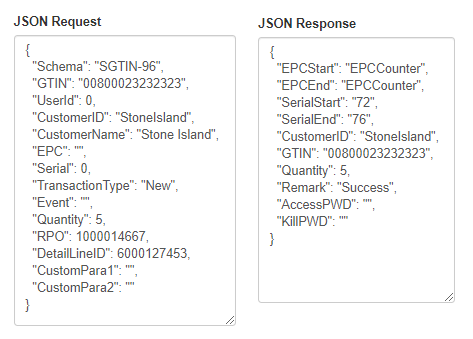 JSON Request
{
"Schema": "SGTIN-96",
"GTIN": "00800023232323",
"UserId": 0,
"CustomerID": "StoneIsland",
"CustomerName": "Stone Island",
"EPC": "",
"Serial": 0,
"TransactionType": "New",
"Event": "",
"Quantity": 5,
"RPO": 1000014667,
"DetailLineID": 6000127453,
"CustomPara1": "",
"CustomPara2": ""
}
JSON Response
{
"EPCStart": "EPCCounter",
"EPCEnd": "EPCCounter",
"SerialStart": "72",
"SerialEnd": "76",
"CustomerID": "StoneIsland",
"GTIN": "00800023232323",
"Quantity": 5,
"Remark": "Success",
"AccessPWD": "",
"KillPWD": ""
}